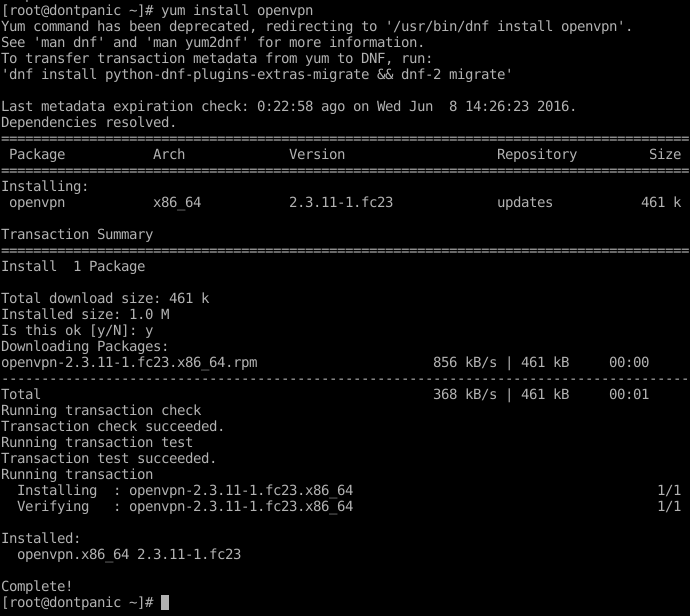 [root@dontpanic ~]# yum install openvpn
Yum command has been deprecated, redirecting to '/usr/bin/dnf install openvpn'.
See 'man dnf' and 'man yum2dnf' for more information.
To transfer transaction metadata from yum to DNF, run:
'dnf install python-dnf-plugins-extras-migrate && dnf-2 migrate'

Last metadata expiration check: 0:22:58 ago on Wed Jun  8 14:26:23 2016.
Dependencies resolved.
================================================================================
 Package           Arch             Version                   Repository         Size
================================================================================
Installing:
 openvpn           x86_64           2.3.11-1.fc23             updates           461 k

Transaction Summary
================================================================================
Install  1 Package

Total download size: 461 k
Installed size: 1.0 M
Is this ok [y/N]: y
Downloading Packages:
openvpn-2.3.11-1.fc23.x86_64.rpm                      856 kB/s | 461 kB     00:00
--------------------------------------------------------------------------------
Total                                                 368 kB/s | 461 kB     00:01
Running transaction check
Transaction check succeeded.
Running transaction test
Transaction test succeeded.
Running transaction
  Installing  : openvpn-2.3.11-1.fc23.x86_64                                      1/1
  Verifying   : openvpn-2.3.11-1.fc23.x86_64                                      1/1

Installed:
  openvpn.x86_64 2.3.11-1.fc23

Complete!
[root@dontpanic ~]#